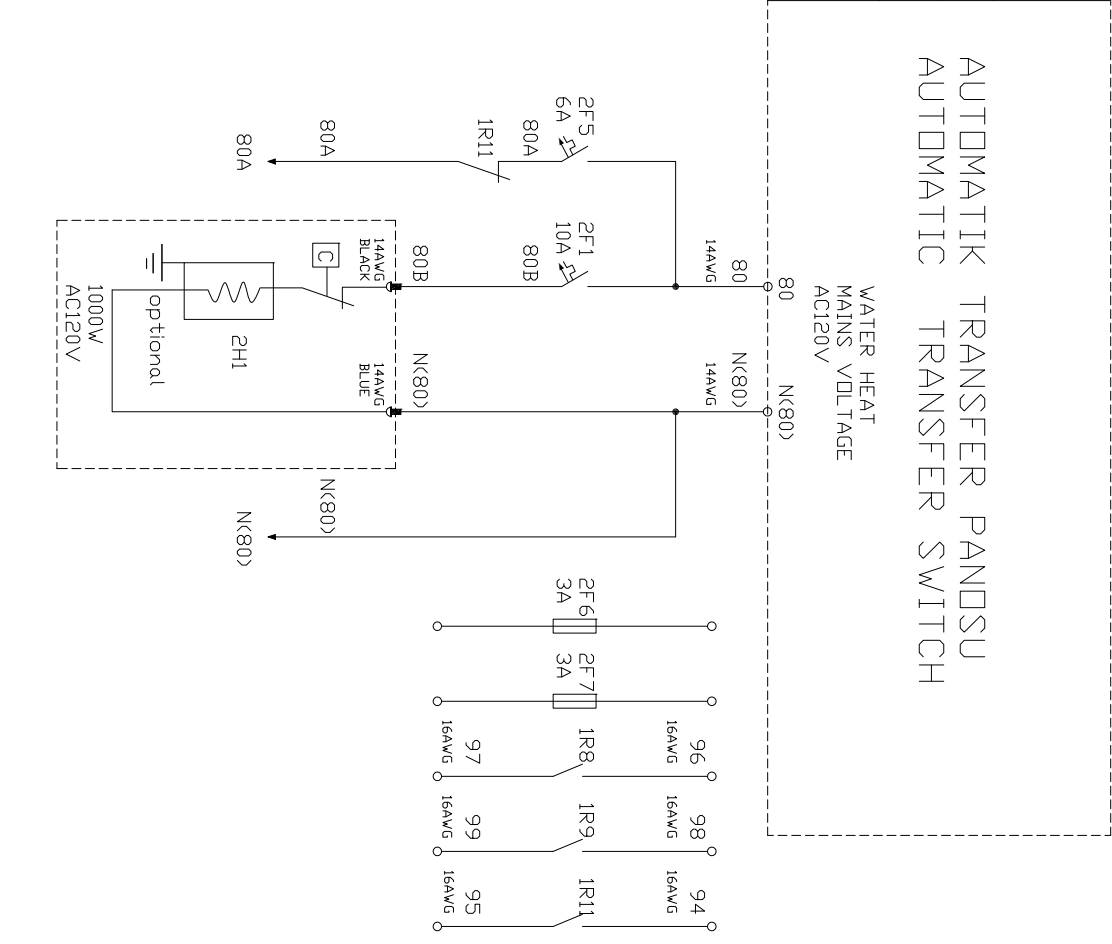 AUTOMATIK TRANSFER PANOSU
AUTOMATIC TRANSFER SWITCH
WATER HEAT
MAINS VOLTAGE
AC120V
80
N(80)
80
14AWG
N(80)
14AWG
2F5
6A
2F1
10A
80A
80B
1R11
80A
80A
80B
14AWG
BLACK
N(80)
14AWG
BLUE
C
2H1
optional
1000W
AC120V
N(80)
N(80)
2F6
3A
2F7
3A
96
16AWG
98
16AWG
94
16AWG
1R8
1R9
1R11
97
16AWG
99
16AWG
95
16AWG